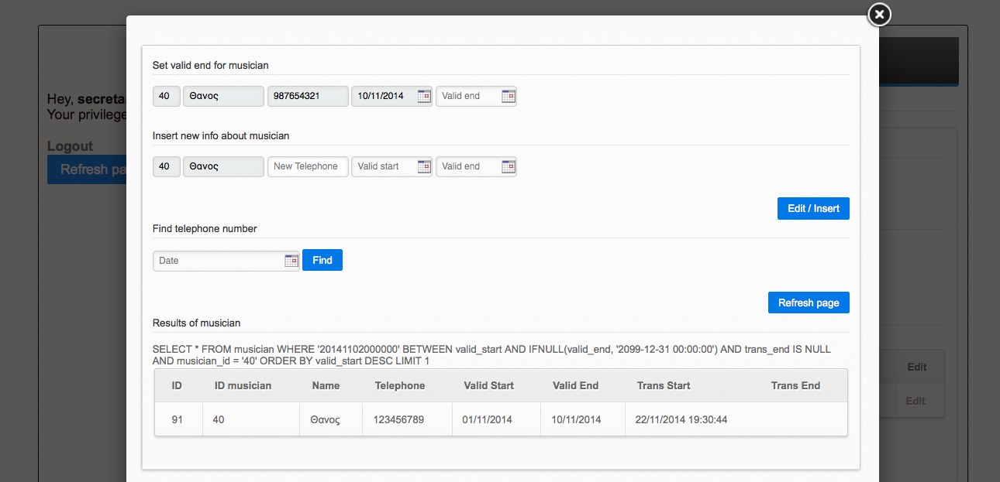 Set valid end for musician
40 Θανος 987654321 10/11/2014 Valid end
Hey, secreta
Your privilege
Insert new info about musician
Logout
40 Θανος New Telephone Valid start Valid end
Refresh pa
Edit / Insert
Find telephone number
Date Find
Refresh page
Results of musician
SELECT * FROM musician WHERE '20141102000000' BETWEEN valid_start AND IFNULL(valid_end, '2099-12-31 00:00:00') AND trans_end IS NULL
AND musician_id = '40' ORDER BY valid_start DESC LIMIT 1
ID ID musician Name Telephone Valid Start Valid End Trans Start Trans End
91 40 Θανος 123456789 01/11/2014 10/11/2014 22/11/2014 19:30:44
Edit
Edit